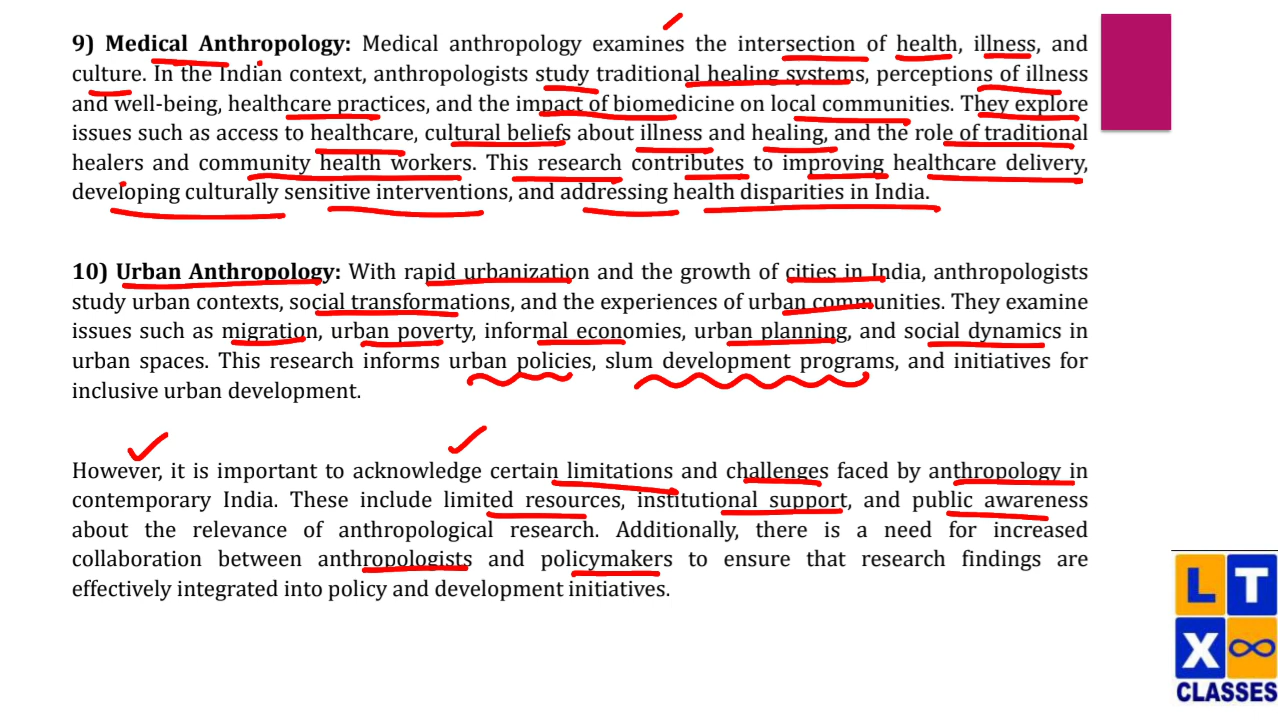 9) Medical Anthropology: Medical anthropology examines the intersection of health, illness, and
culture. In the Indian context, anthropologists study traditional healing systems, perceptions of illness
and well-being, healthcare practices, and the impact of biomedicine on local communities. They explore
issues such as access to healthcare, cultural beliefs about illness and healing, and the role of traditional
healers and community health workers. This research contributes to improving healthcare delivery,
developing culturally sensitive interventions, and addressing health disparities in India.
10) Urban Anthropology: With rapid urbanization and the growth of cities in India, anthropologists
study urban contexts, social transformations, and the experiences of urban communities. They examine
issues such as migration, urban poverty, informal economies, urban planning, and social dynamics in
urban spaces. This research informs urban policies, slum development programs, and initiatives for
inclusive urban development.
However, it is important to acknowledge certain limitations and challenges faced by anthropology in
contemporary India. These include limited resources, institutional support, and public awareness
about the relevance of anthropological research. Additionally, there is a need for increased
collaboration between anthropologists and policymakers to ensure that research findings are
effectively integrated into policy and development initiatives.
L T
X ∞
CLASSES